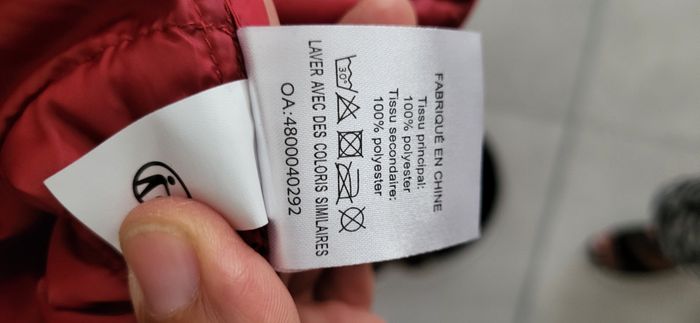 FABRIQUÉ EN CHINE
Tissu principal:
100% polyester
Tissu secondaire:
100% polyester
30°
LAVER AVEC DES COLORIS SIMILAIRES
OA:4800040292